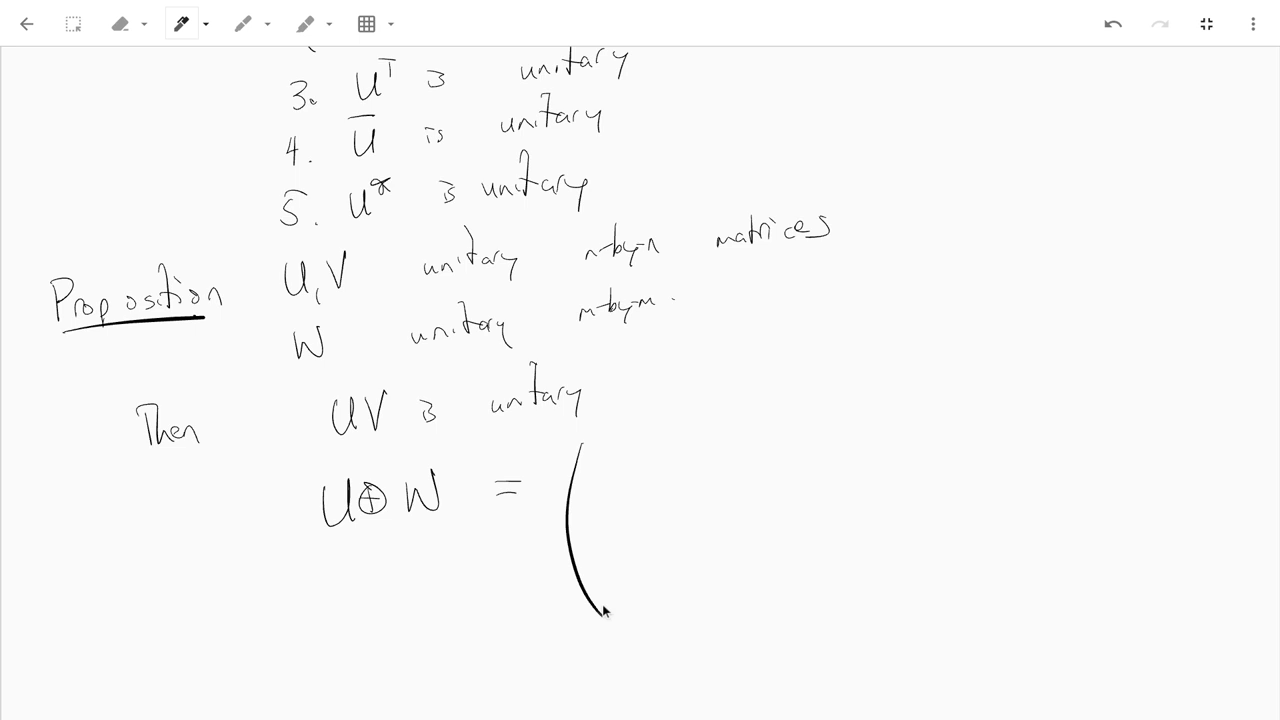 3. Uᵀ is unitary
4. U̅ is unitary
5. U* is unitary
Proposition U, V unitary n-by-n matrices
W unitary m-by-m.
Then UV is unitary
U⊕W = (